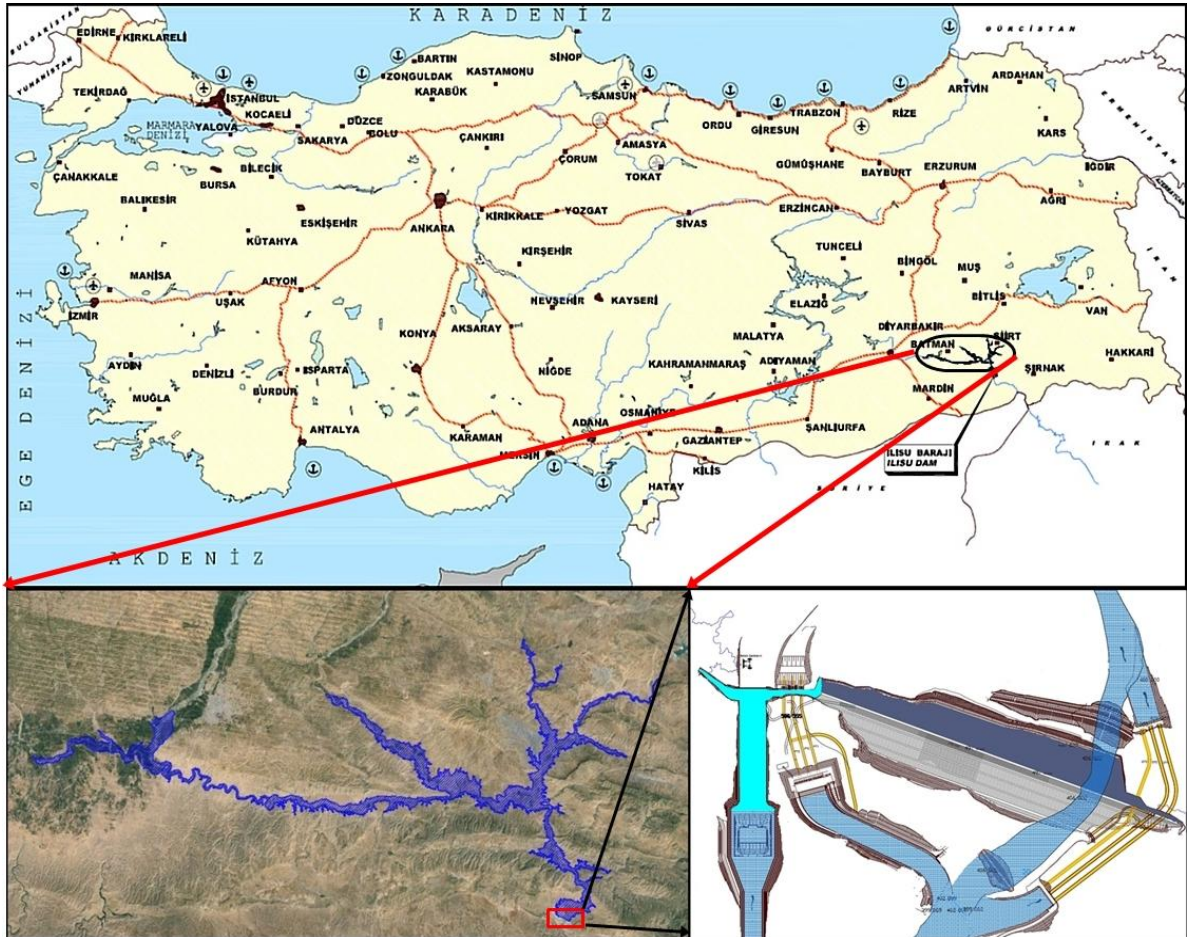 KARADENİZ
BULGARİSTAN
YUNANİSTAN
GÜRCİSTAN
ERMENİSTAN
AZERBAYCAN
İRAN
IRAK
SURİYE
EGE DENİZİ
AKDENİZ
MARMARA
DENİZİ
EDİRNE
KIRKLARELİ
TEKİRDAĞ
İSTANBUL
KOCAELİ
YALOVA
SAKARYA
DÜZCE
BOLU
ZONGULDAK
BARTIN
KARABÜK
KASTAMONU
SİNOP
SAMSUN
ÇANKIRI
ÇORUM
AMASYA
TOKAT
ORDU
GİRESUN
TRABZON
RİZE
ARTVİN
ARDAHAN
KARS
IĞDIR
GÜMÜŞHANE
BAYBURT
ERZURUM
AĞRI
ÇANAKKALE
BALIKESİR
BURSA
BİLECİK
ESKİŞEHİR
KÜTAHYA
ANKARA
KIRIKKALE
YOZGAT
SİVAS
ERZİNCAN
TUNCELİ
BİNGÖL
MUŞ
BİTLİS
VAN
MANİSA
İZMİR
UŞAK
AFYON
KIRŞEHİR
NEVŞEHİR
KAYSERİ
AKSARAY
KONYA
MALATYA
ELAZIĞ
DİYARBAKIR
BATMAN
SİİRT
ŞIRNAK
HAKKARİ
MARDİN
AYDIN
DENİZLİ
MUĞLA
BURDUR
ISPARTA
ANTALYA
KARAMAN
NİĞDE
MERSİN
ADANA
OSMANİYE
KAHRAMANMARAŞ
ADIYAMAN
GAZİANTEP
KİLİS
ŞANLIURFA
HATAY
ILISU BARAJI
ILISU DAM